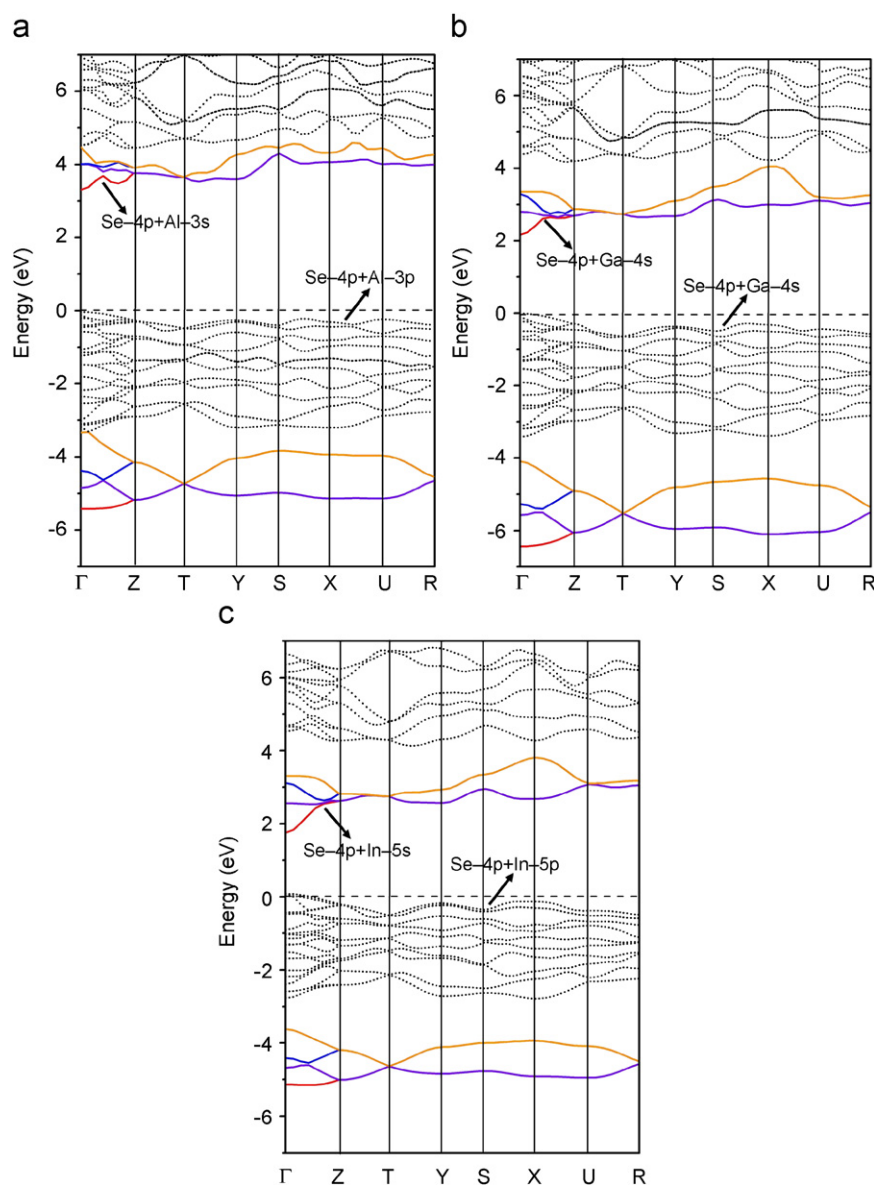 a
Energy (eV)
6
4
2
0
-2
-4
-6
Se–4p+Al–3s
Se–4p+Al–3p
Γ Z T Y S X U R
b
Energy (eV)
6
4
2
0
-2
-4
-6
Se–4p+Ga–4s
Se–4p+Ga–4s
Γ Z T Y S X U R
c
Energy (eV)
6
4
2
0
-2
-4
-6
Se–4p+In–5s
Se–4p+In–5p
Γ Z T Y S X U R